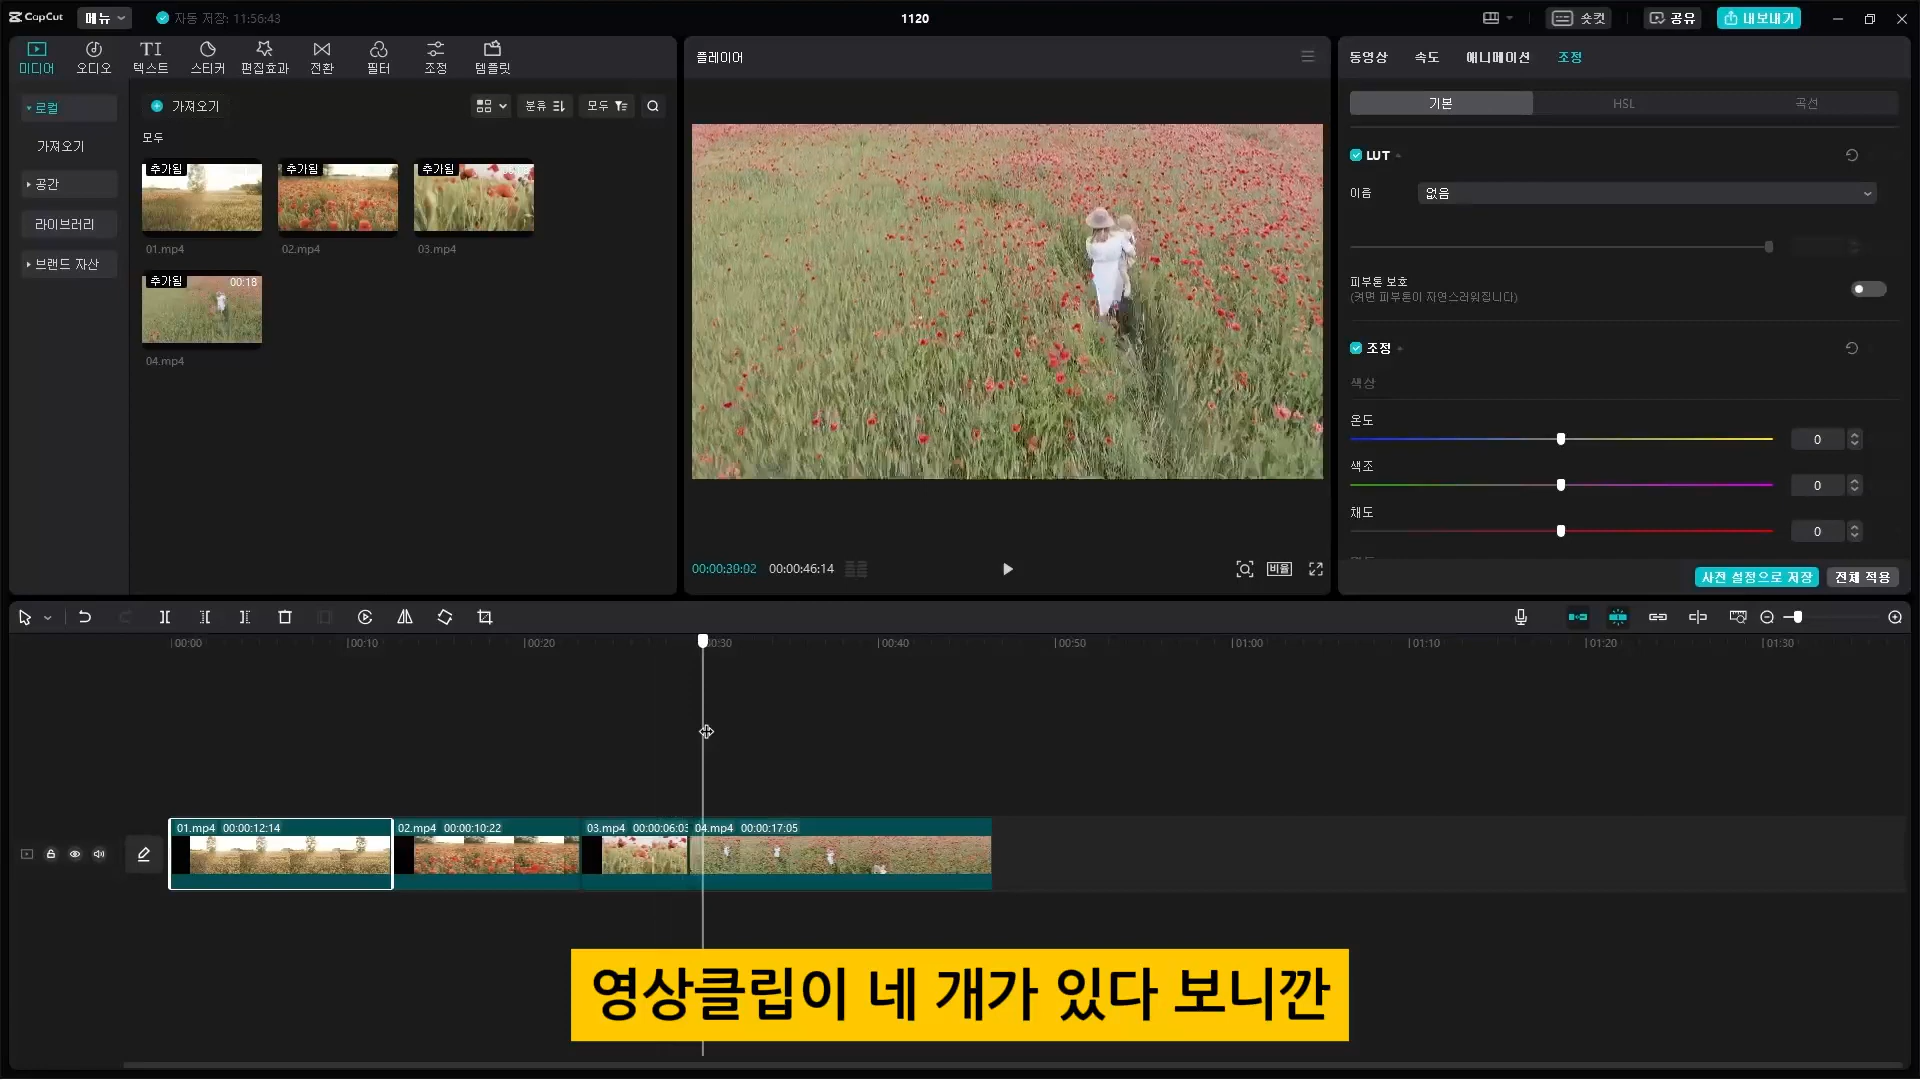 CapCut
메뉴
자동 저장: 11:56:43
1120
숏컷
공유
내보내기
미디어
오디오
텍스트
스티커
편집효과
전환
필터
조정
템플릿
로컬
가져오기
공간
라이브러리
브랜드 자산
가져오기
분류
모두
모두
추가됨
01.mp4
추가됨
02.mp4
추가됨
03.mp4
추가됨 00:18
04.mp4
플레이어
00:00:30:02 00:00:46:14
비율
동영상
속도
애니메이션
조정
기본
HSL
곡선
LUT
이름
없음
피부톤 보호
(켜면 피부톤이 자연스러워집니다)
조정
색상
온도
0
색조
0
채도
0
사전 설정으로 저장
전체 적용
00:00
00:10
00:20
00:30
00:40
00:50
01:00
01:10
01:20
01:30
01.mp4 00:00:12:14
02.mp4 00:00:10:22
03.mp4 00:00:06:03
04.mp4 00:00:17:05
영상클립이 네 개가 있다 보니깐